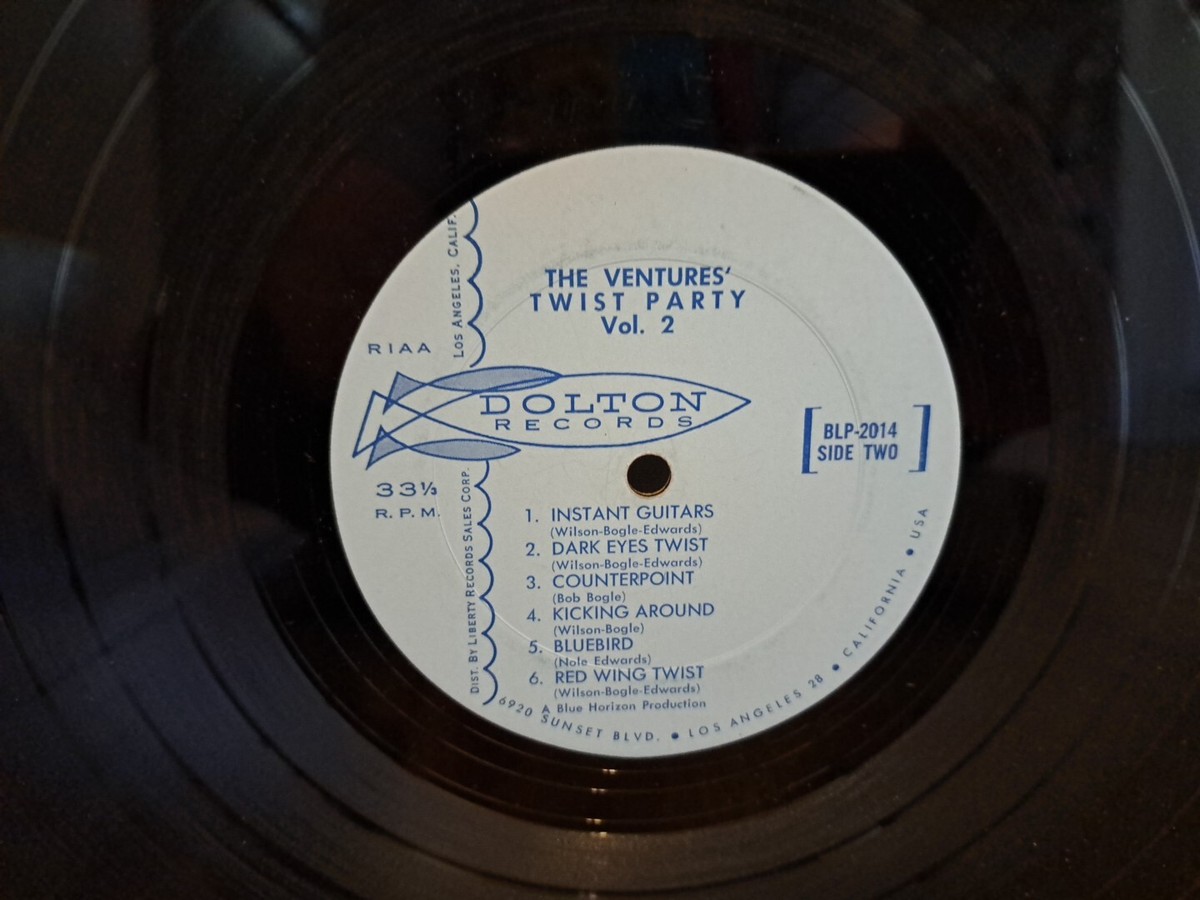 THE VENTURES'
TWIST PARTY
Vol. 2
LOS ANGELES, CALIF.
RIAA
DOLTON
RECORDS
BLP-2014
SIDE TWO
33⅓
R.P.M.
DIST. BY LIBERTY RECORDS SALES CORP.
1. INSTANT GUITARS
(Wilson-Bogle-Edwards)
2. DARK EYES TWIST
(Wilson-Bogle-Edwards)
3. COUNTERPOINT
(Bob Bogle)
4. KICKING AROUND
(Wilson-Bogle)
5. BLUEBIRD
(Nole Edwards)
6. RED WING TWIST
(Wilson-Bogle-Edwards)
A Blue Horizon Production
6920 SUNSET BLVD. • LOS ANGELES 28 • CALIFORNIA • USA